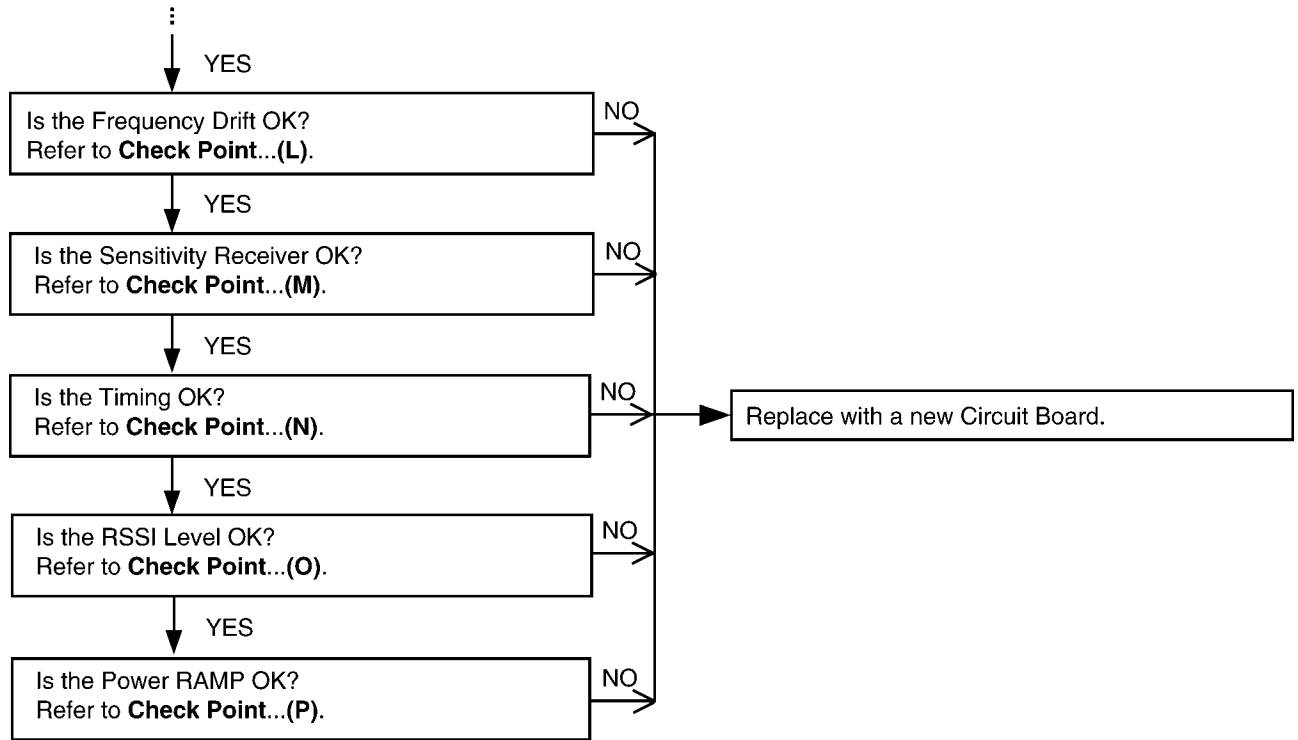 ⋮
YES
Is the Frequency Drift OK?
Refer to Check Point...(L).
NO
YES
Is the Sensitivity Receiver OK?
Refer to Check Point...(M).
NO
YES
Is the Timing OK?
Refer to Check Point...(N).
NO
Replace with a new Circuit Board.
YES
Is the RSSI Level OK?
Refer to Check Point...(O).
NO
YES
Is the Power RAMP OK?
Refer to Check Point...(P).
NO